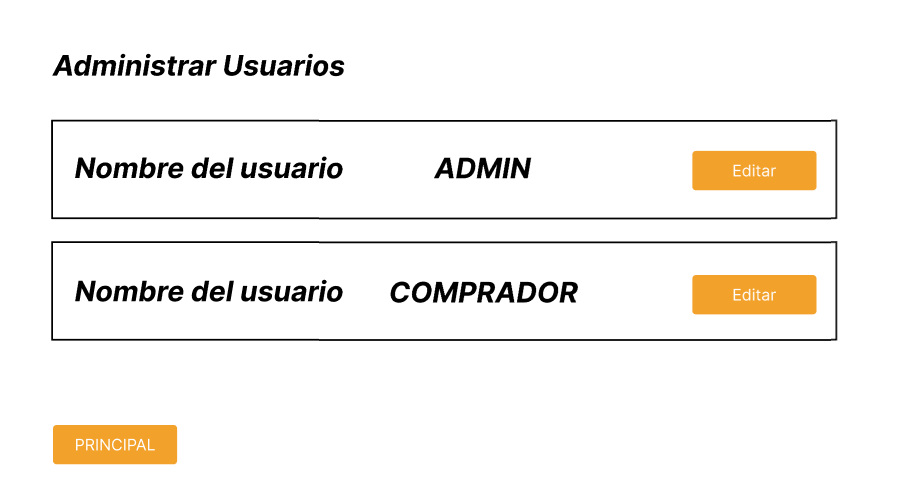 Administrar Usuarios
Nombre del usuario ADMIN Editar
Nombre del usuario COMPRADOR Editar
PRINCIPAL